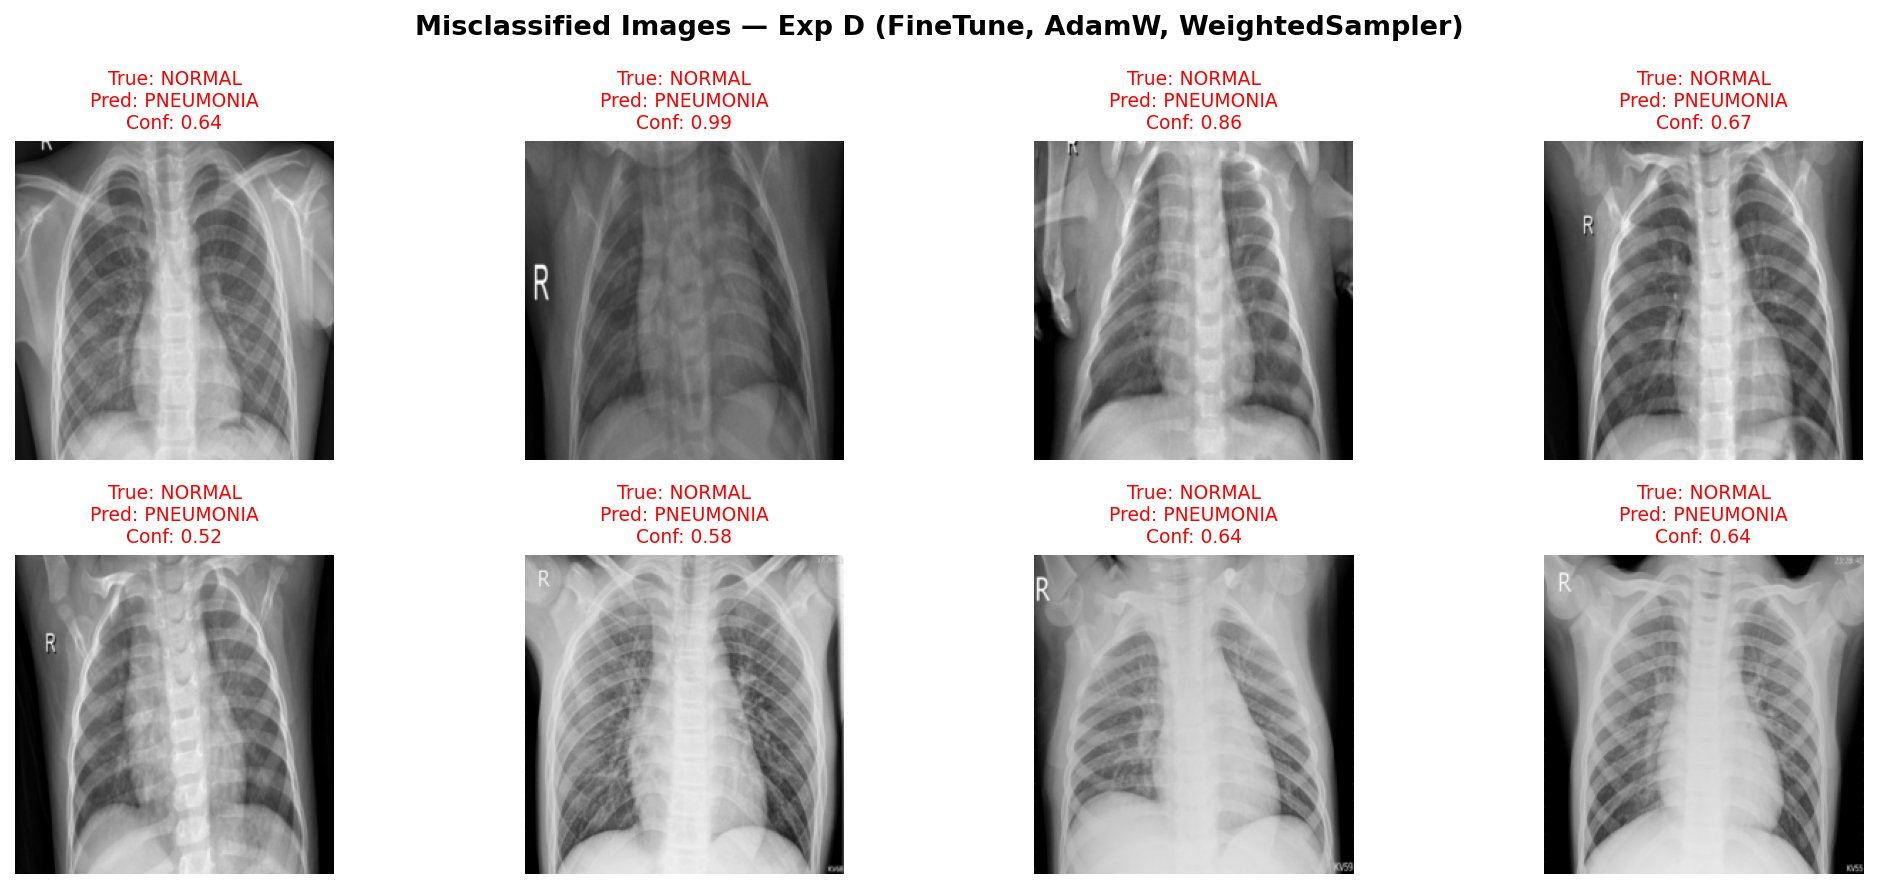 Misclassified Images — Exp D (FineTune, AdamW, WeightedSampler)
True: NORMAL
Pred: PNEUMONIA
Conf: 0.64
R
True: NORMAL
Pred: PNEUMONIA
Conf: 0.99
R
True: NORMAL
Pred: PNEUMONIA
Conf: 0.86
R
True: NORMAL
Pred: PNEUMONIA
Conf: 0.67
R
True: NORMAL
Pred: PNEUMONIA
Conf: 0.52
R
True: NORMAL
Pred: PNEUMONIA
Conf: 0.58
R
True: NORMAL
Pred: PNEUMONIA
Conf: 0.64
R
KV59
True: NORMAL
Pred: PNEUMONIA
Conf: 0.64
R
KV55